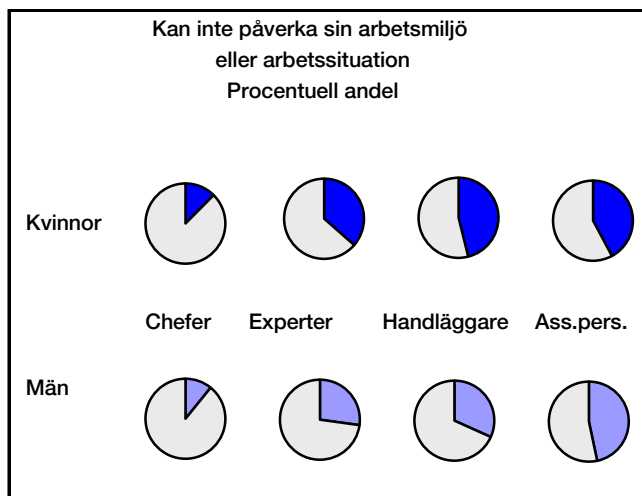 Kan inte påverka sin arbetsmiljö
eller arbetssituation
Procentuell andel
Kvinnor
Chefer Experter Handläggare Ass.pers.
Män